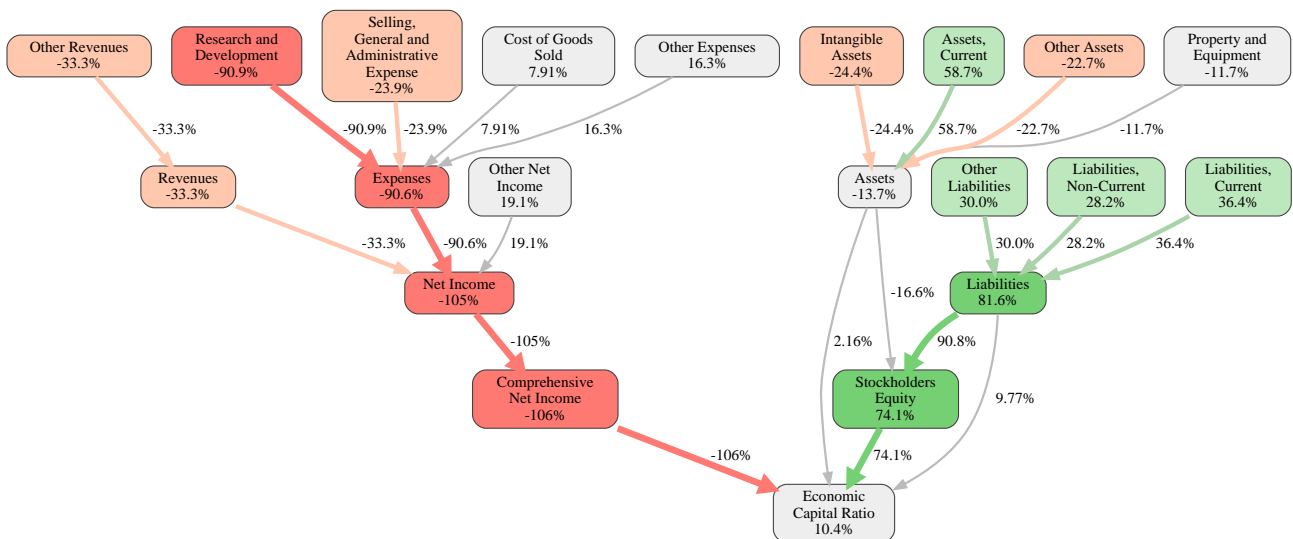 Other Revenues
-33.3%
Research and
Development
-90.9%
Selling,
General and
Administrative
Expense
-23.9%
Cost of Goods
Sold
7.91%
Other Expenses
16.3%
Intangible
Assets
-24.4%
Assets,
Current
58.7%
Other Assets
-22.7%
Property and
Equipment
-11.7%
-33.3%
-90.9%
-23.9%
7.91%
16.3%
-24.4%
58.7%
-22.7%
-11.7%
Revenues
-33.3%
Expenses
-90.6%
Other Net
Income
19.1%
Assets
-13.7%
Other
Liabilities
30.0%
Liabilities,
Non-Current
28.2%
Liabilities,
Current
36.4%
-33.3%
-90.6%
19.1%
30.0%
28.2%
36.4%
Net Income
-105%
-16.6%
Liabilities
81.6%
-105%
2.16%
90.8%
Comprehensive
Net Income
-106%
Stockholders
Equity
74.1%
9.77%
-106%
74.1%
Economic
Capital Ratio
10.4%